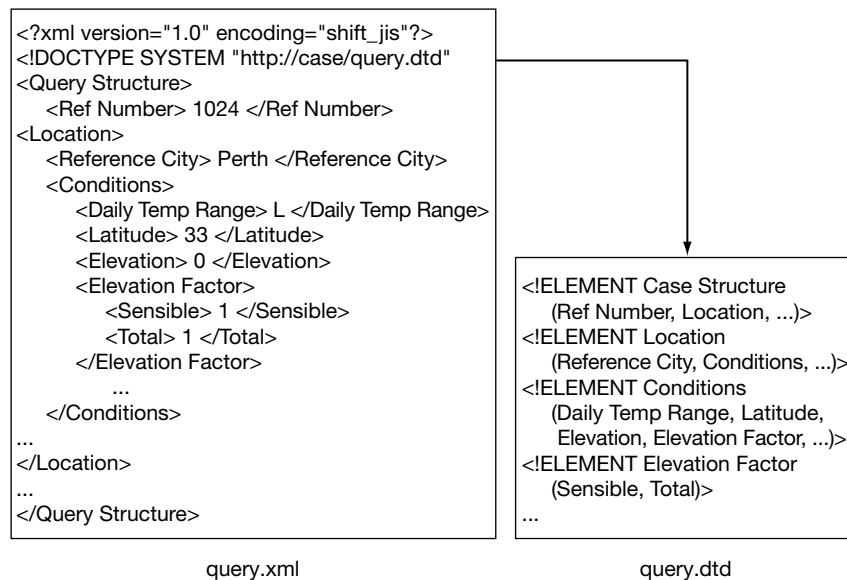 <?xml version="1.0" encoding="shift_jis"?>
<!DOCTYPE SYSTEM "http://case/query.dtd"
<Query Structure>
<Ref Number> 1024 </Ref Number>
<Location>
<Reference City> Perth </Reference City>
<Conditions>
<Daily Temp Range> L </Daily Temp Range>
<Latitude> 33 </Latitude>
<Elevation> 0 </Elevation>
<Elevation Factor>
<Sensible> 1 </Sensible>
<Total> 1 </Total>
</Elevation Factor>
...
</Conditions>
...
</Location>
...
</Query Structure>
query.xml
<!ELEMENT Case Structure
(Ref Number, Location, ...)>
<!ELEMENT Location
(Reference City, Conditions, ...)>
<!ELEMENT Conditions
(Daily Temp Range, Latitude,
Elevation, Elevation Factor, ...)>
<!ELEMENT Elevation Factor
(Sensible, Total)>
...
query.dtd